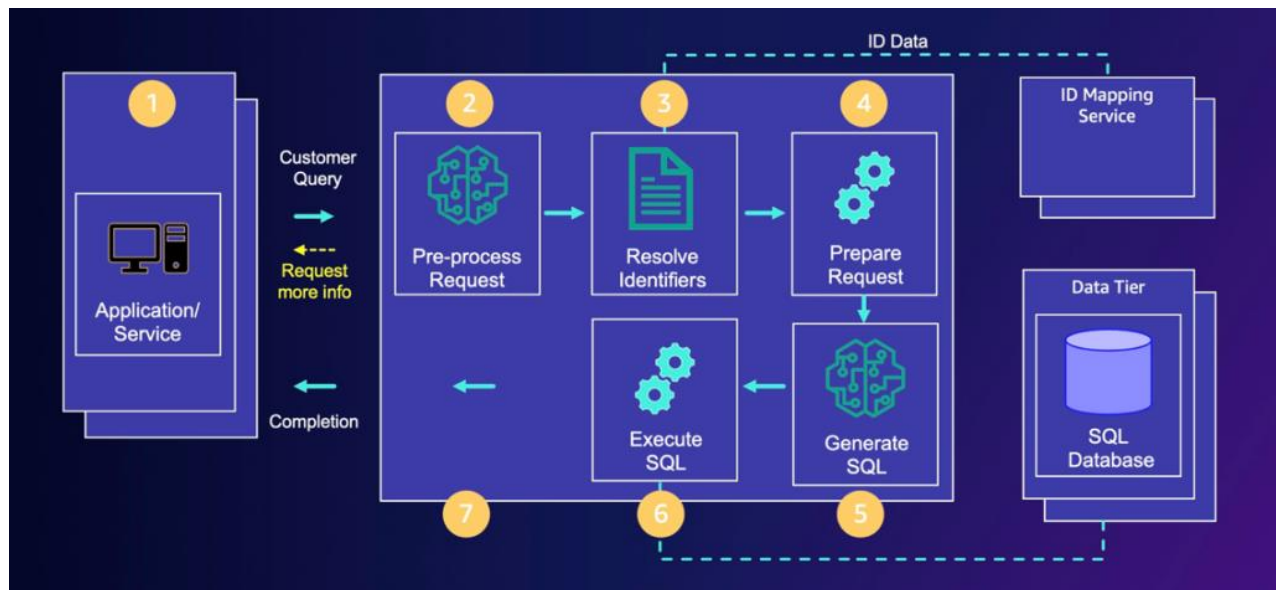 ID Data
1
2
3
4
ID Mapping
Service
Customer
Query
Request
more info
Application/
Service
Pre-process
Request
Resolve
Identifiers
Prepare
Request
Data Tier
SQL
Database
Completion
Execute
SQL
Generate
SQL
7
6
5